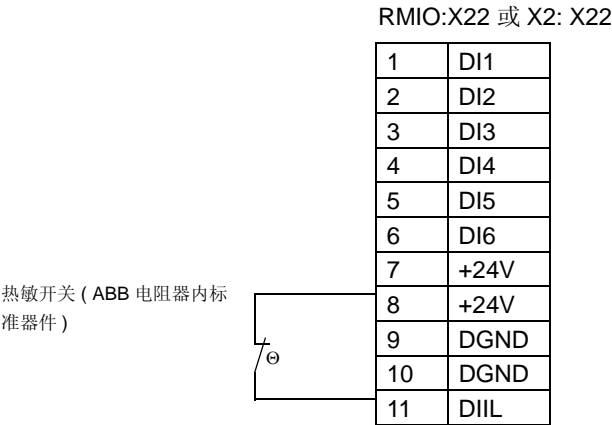 RMIO:X22 或 X2: X22
1 DI1
2 DI2
3 DI3
4 DI4
5 DI5
6 DI6
7 +24V
8 +24V
9 DGND
10 DGND
11 DIIL
热敏开关 ( ABB 电阻器内标
准器件 )
Θ